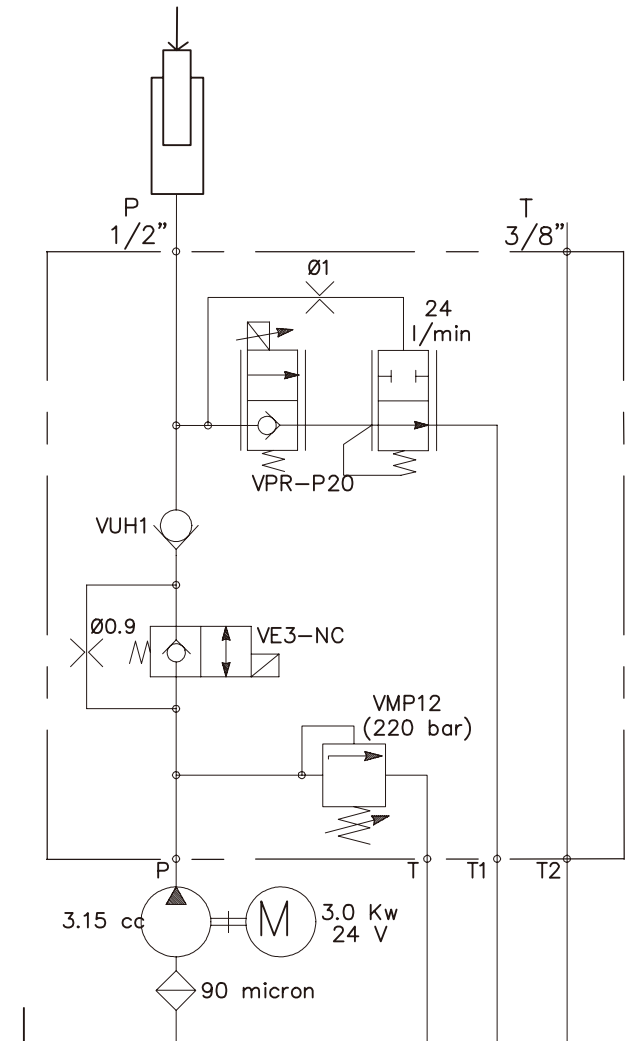 P
1/2"
T
3/8"
Ø1
24
l/min
VPR-P20
VUH1
Ø0.9
VE3-NC
VMP12
(220 bar)
P
T
T1
T2
3.15 cc
M
3.0 Kw
24 V
90 micron